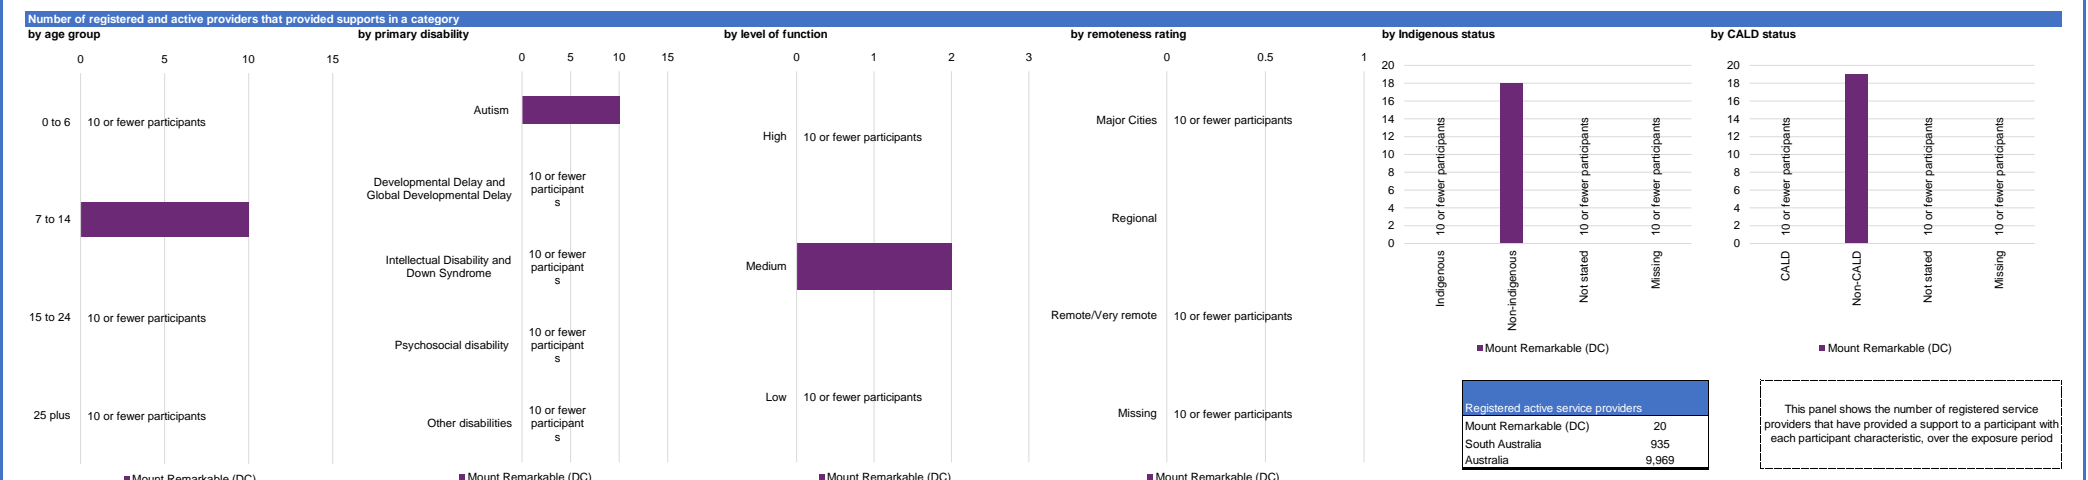 Number of registered and active providers that provided supports in a category
by age group
0 5 10 15
0 to 6 10 or fewer participants
7 to 14
15 to 24 10 or fewer participants
25 plus 10 or fewer participants
Mount Remarkable (DC)
by primary disability
0 5 10 15
Autism
Developmental Delay and
Global Developmental Delay
10 or fewer
participant
s
Intellectual Disability and
Down Syndrome
10 or fewer
participant
s
Psychosocial disability
10 or fewer
participant
s
Other disabilities
10 or fewer
participant
s
Mount Remarkable (DC)
by level of function
0 1 2 3
High 10 or fewer participants
Medium
Low 10 or fewer participants
Mount Remarkable (DC)
by remoteness rating
0 0.5 1
Major Cities 10 or fewer participants
Regional
Remote/Very remote 10 or fewer participants
Missing 10 or fewer participants
Mount Remarkable (DC)
by Indigenous status
20
18
16
14
12
10
8
6
4
2
0
10 or fewer participants
10 or fewer participants
10 or fewer participants
Indigenous
Non-indigenous
Not stated
Missing
Mount Remarkable (DC)
by CALD status
20
18
16
14
12
10
8
6
4
2
0
10 or fewer participants
10 or fewer participants
10 or fewer participants
CALD
Non-CALD
Not stated
Missing
Mount Remarkable (DC)
Registered active service providers
Mount Remarkable (DC) 20
South Australia 935
Australia 9,969
This panel shows the number of registered service
providers that have provided a support to a participant with
each participant characteristic, over the exposure period